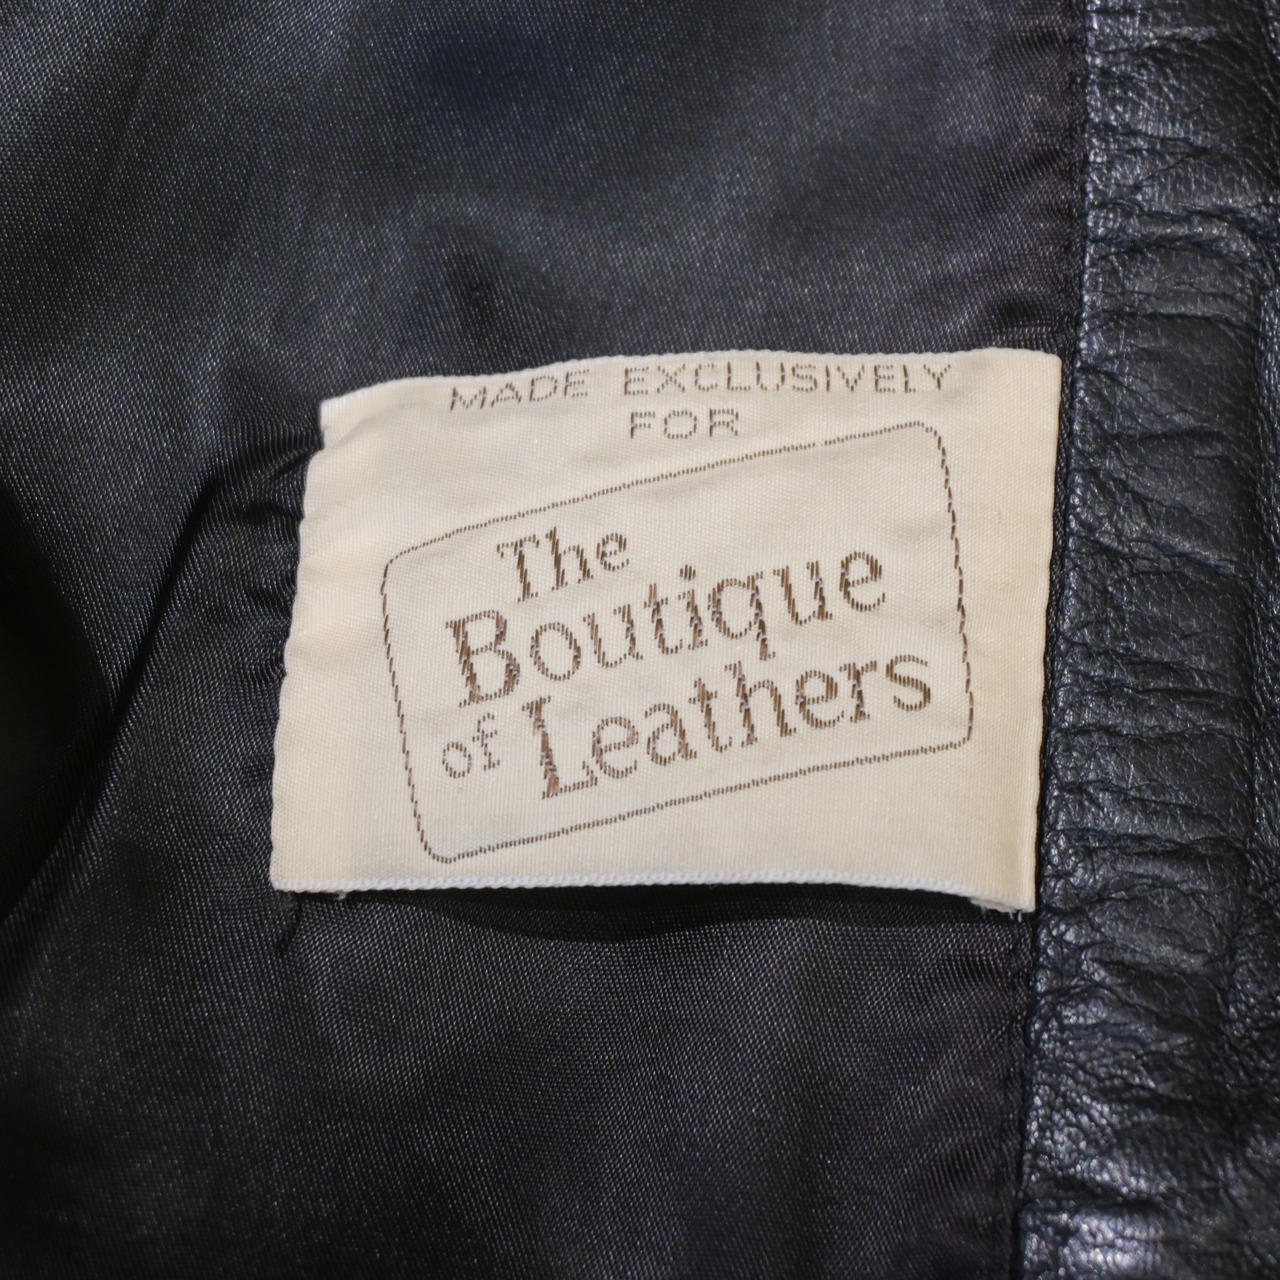 MADE EXCLUSIVELY
FOR
The
Boutique
of Leathers